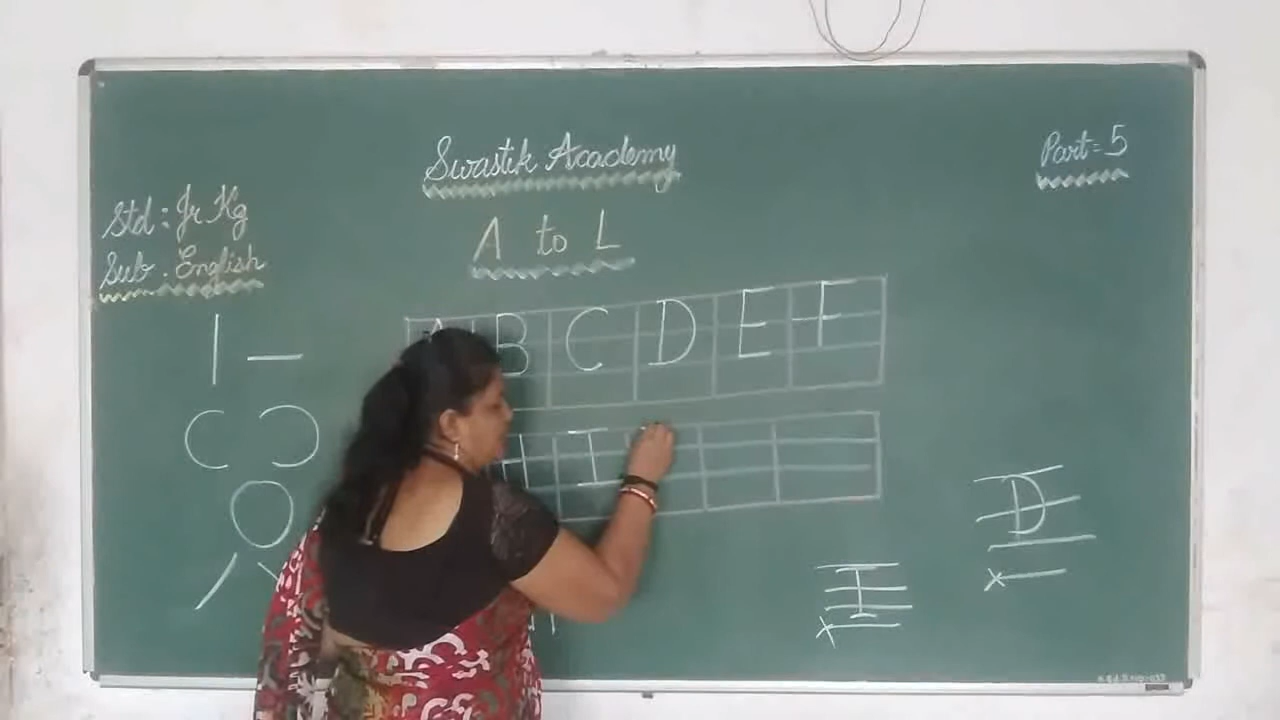 Swastik Academy
Part=5
Std : Jr Kg
Sub. English
A to L
A B C D E F
H I
D
x
I
x